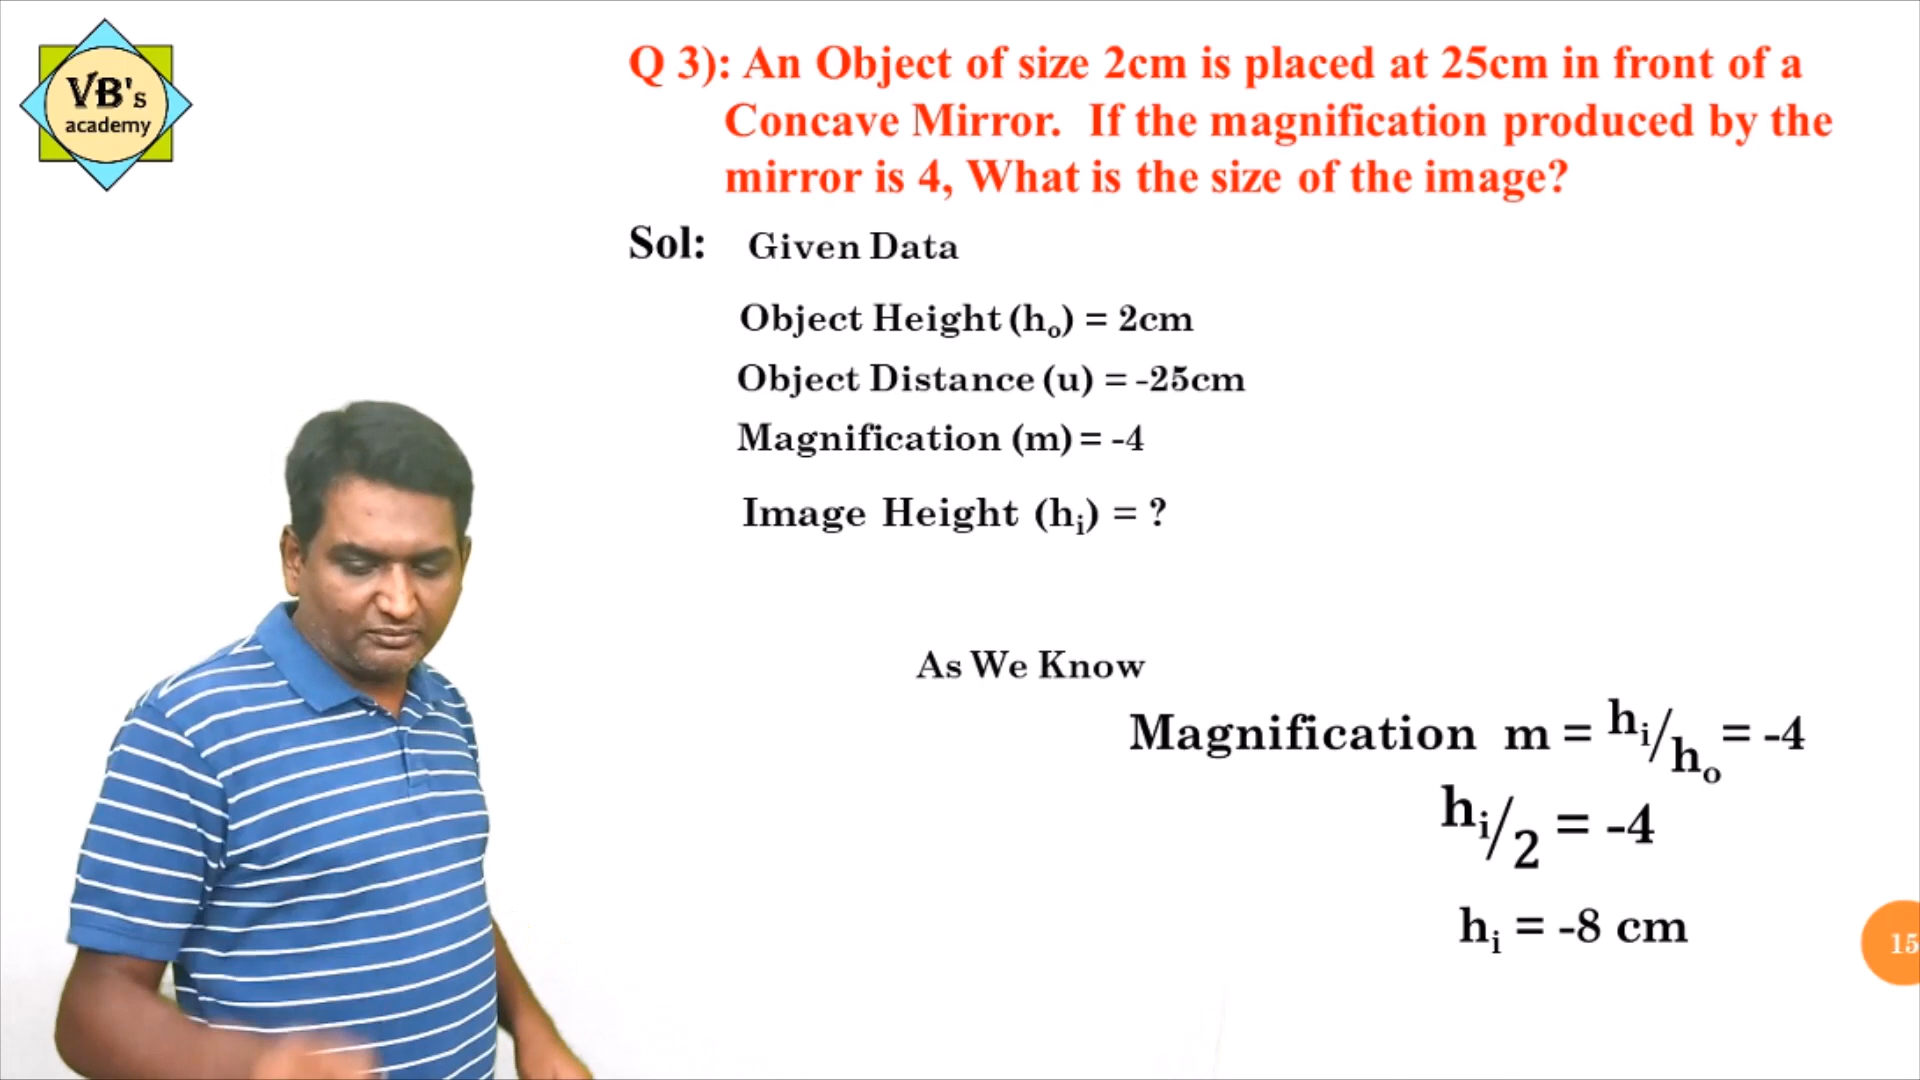 VB's
academy
Q 3): An Object of size 2cm is placed at 25cm in front of a
Concave Mirror. If the magnification produced by the
mirror is 4, What is the size of the image?
Sol: Given Data
Object Height (hₒ) = 2cm
Object Distance (u) = -25cm
Magnification (m) = -4
Image Height (hᵢ) = ?
As We Know
Magnification m = hᵢ/hₒ = -4
hᵢ/2 = -4
hᵢ = -8 cm
15